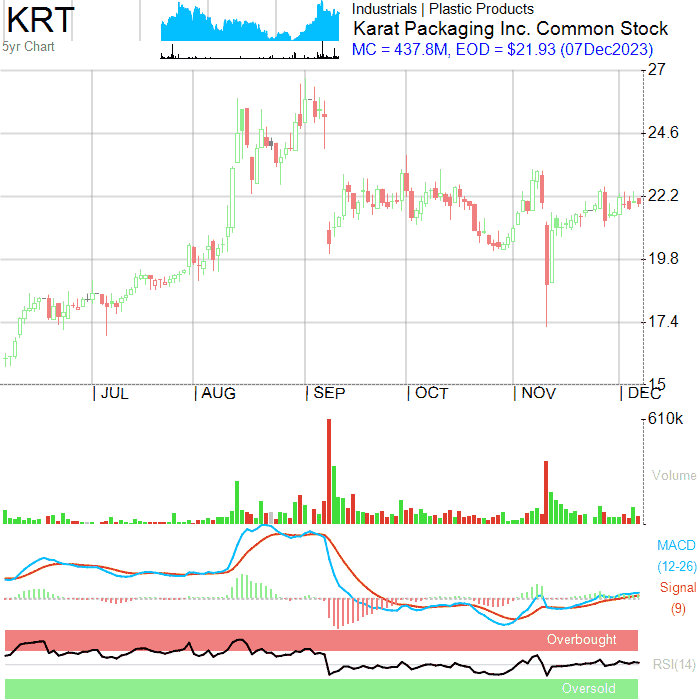 KRT
5yr Chart
Industrials | Plastic Products
Karat Packaging Inc. Common Stock
MC = 437.8M, EOD = $21.93 (07Dec2023)
27
24.6
22.2
19.8
17.4
15
JUL AUG SEP OCT NOV DEC
610k
Volume
MACD
(12-26)
Signal
(9)
Overbought
RSI(14)
Oversold